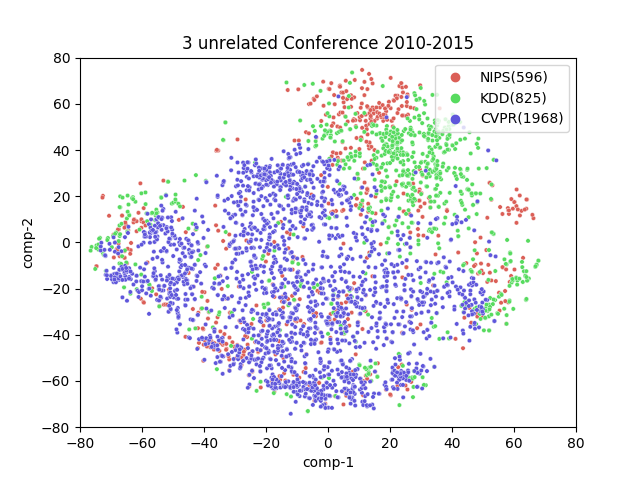 3 unrelated Conference 2010-2015
NIPS(596)
KDD(825)
CVPR(1968)
comp-2
80
60
40
20
0
−20
−40
−60
−80
−80 −60 −40 −20 0 20 40 60 80
comp-1